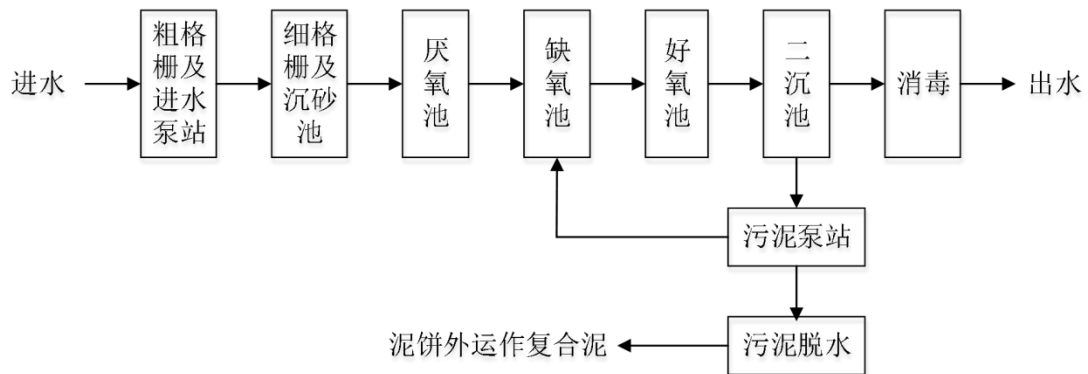 进水
粗格
栅及
进水
泵站
细格
栅及
沉砂
池
厌
氧
池
缺
氧
池
好
氧
池
二
沉
池
消毒
出水
污泥泵站
污泥脱水
泥饼外运作复合泥